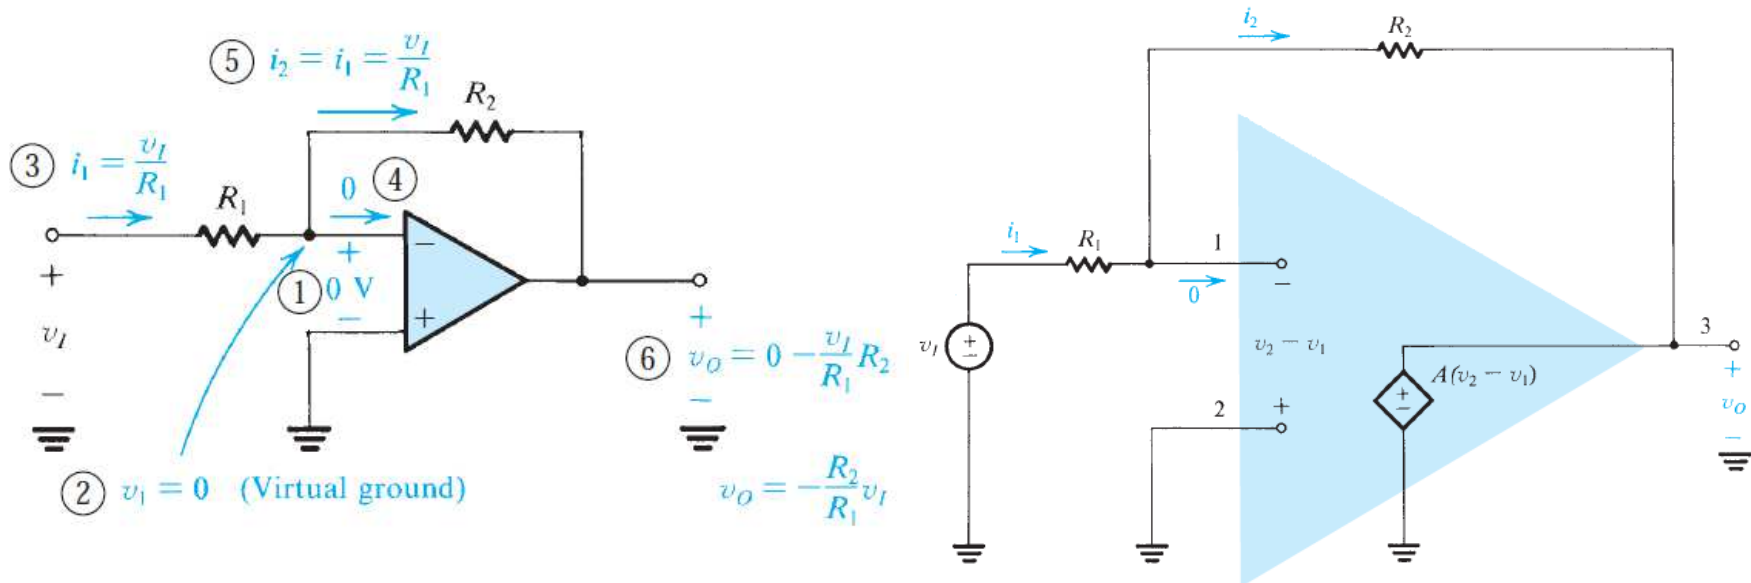 ⑤ i₂ = i₁ = v_I/R₁
R₂
③ i₁ = v_I/R₁
R₁
0 ④
−
+
① 0 V
−
+
+
v_I
−
+
⑥ v_O = 0 − (v_I/R₁)R₂
−
② v₁ = 0 (Virtual ground)
v_O = −(R₂/R₁)v_I
i₂
R₂
i₁
R₁
1
0
−
v_I
+
−
v₂ − v₁
A(v₂ − v₁)
+
−
2
+
3
+
v_O
−